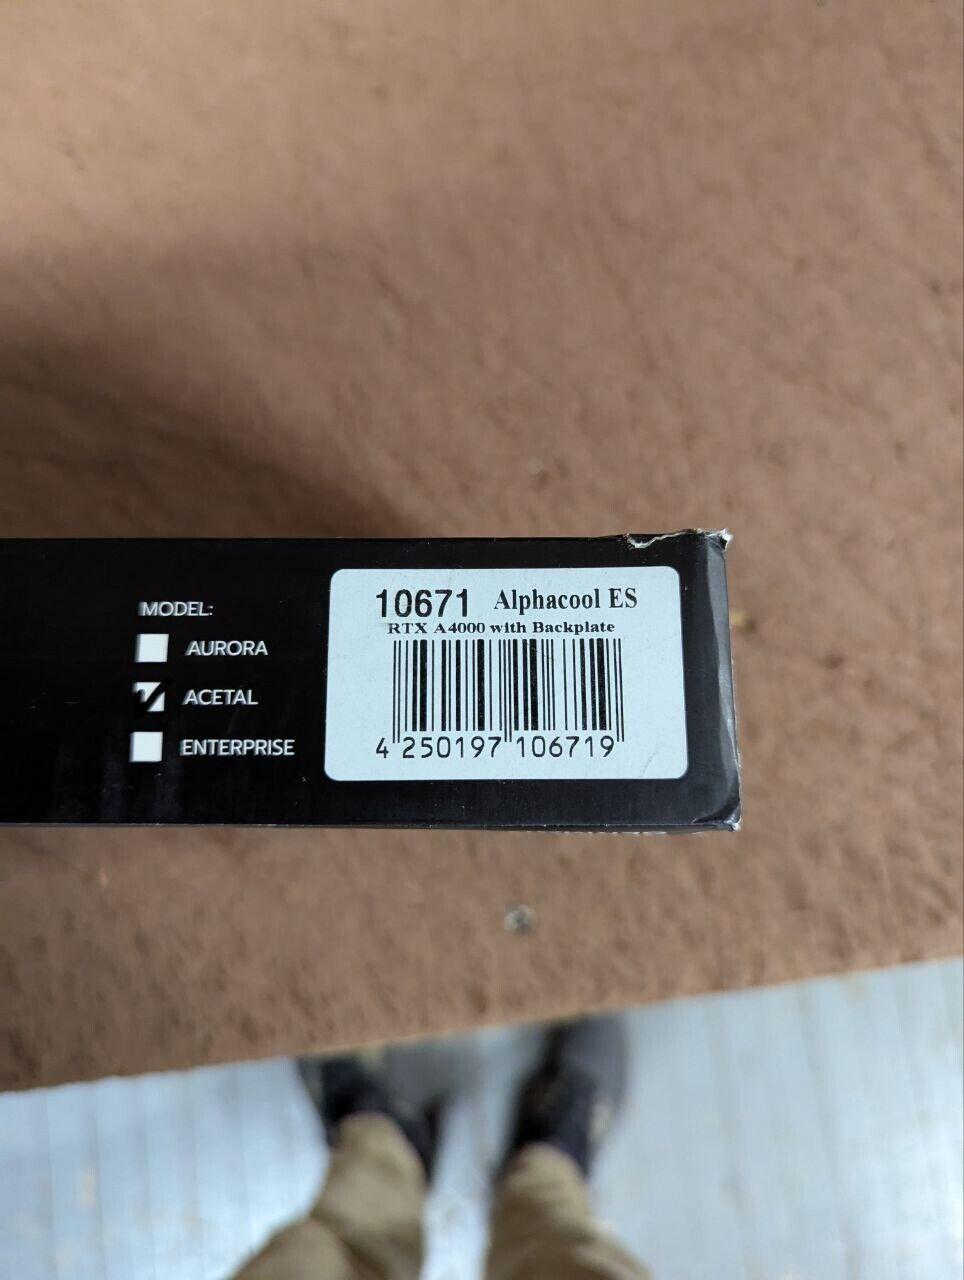 MODEL:
AURORA
ACETAL
ENTERPRISE
10671 Alphacool ES
RTX A4000 with Backplate
4 250197 106719